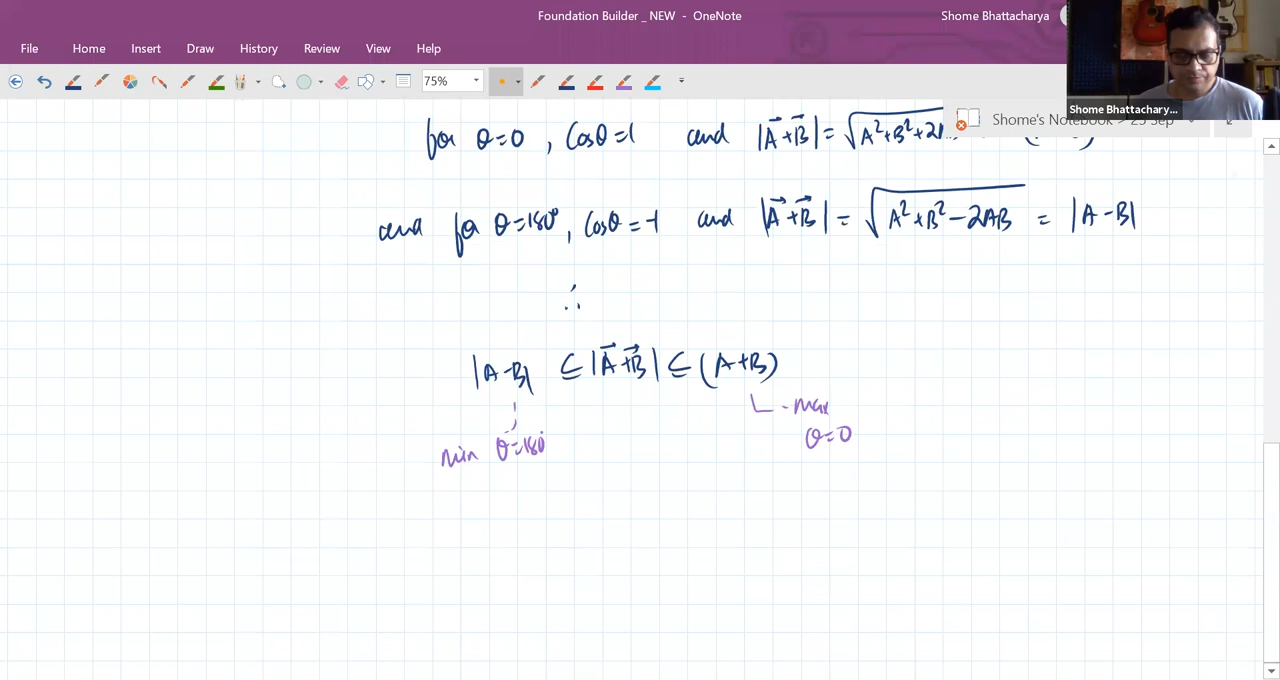 Foundation Builder _ NEW - OneNote
Shome Bhattacharya
File Home Insert Draw History Review View Help
75%
Shome Bhattachary...
Shome's Notebook > 25 Sep
for θ=0, Cosθ=1 and |A⃗+B⃗| = √A²+B²+2
and for θ=180°, Cosθ=-1 and |A⃗+B⃗| = √A²+B²-2AB = |A-B|
∴
|A-B| ≤ |A⃗+B⃗| ≤ (A+B)
max
θ=0
min θ=180°